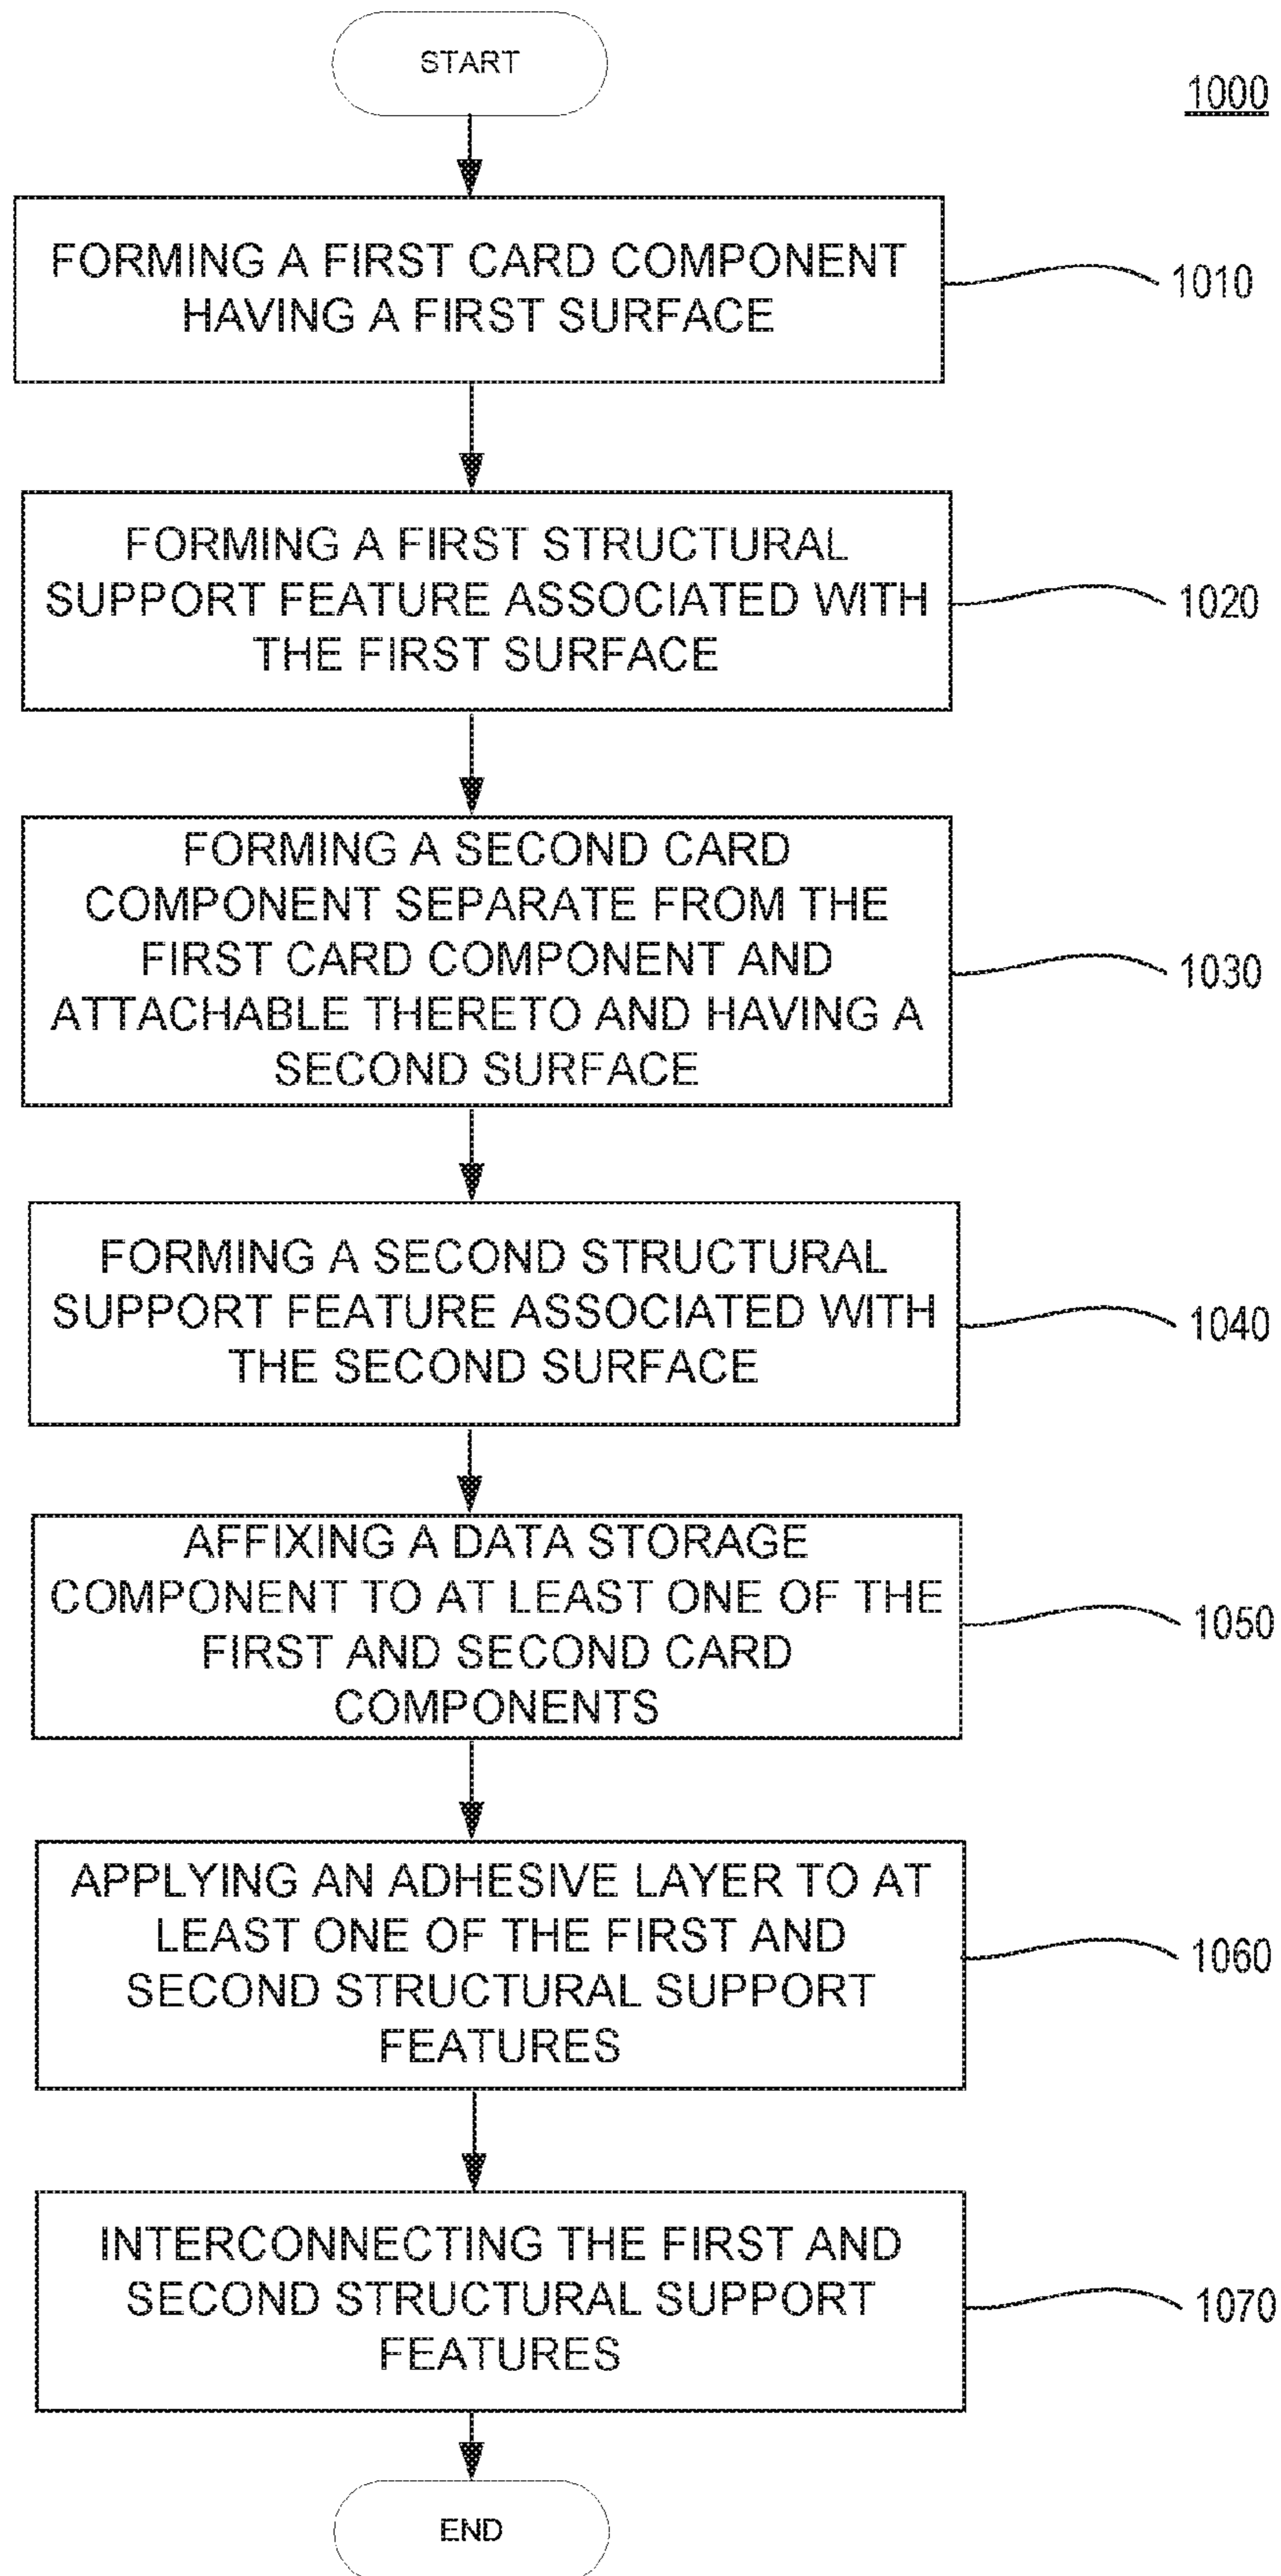 START
1000
FORMING A FIRST CARD COMPONENT
HAVING A FIRST SURFACE
1010
FORMING A FIRST STRUCTURAL
SUPPORT FEATURE ASSOCIATED WITH
THE FIRST SURFACE
1020
FORMING A SECOND CARD
COMPONENT SEPARATE FROM THE
FIRST CARD COMPONENT AND
ATTACHABLE THERETO AND HAVING A
SECOND SURFACE
1030
FORMING A SECOND STRUCTURAL
SUPPORT FEATURE ASSOCIATED WITH
THE SECOND SURFACE
1040
AFFIXING A DATA STORAGE
COMPONENT TO AT LEAST ONE OF THE
FIRST AND SECOND CARD
COMPONENTS
1050
APPLYING AN ADHESIVE LAYER TO AT
LEAST ONE OF THE FIRST AND
SECOND STRUCTURAL SUPPORT
FEATURES
1060
INTERCONNECTING THE FIRST AND
SECOND STRUCTURAL SUPPORT
FEATURES
1070
END